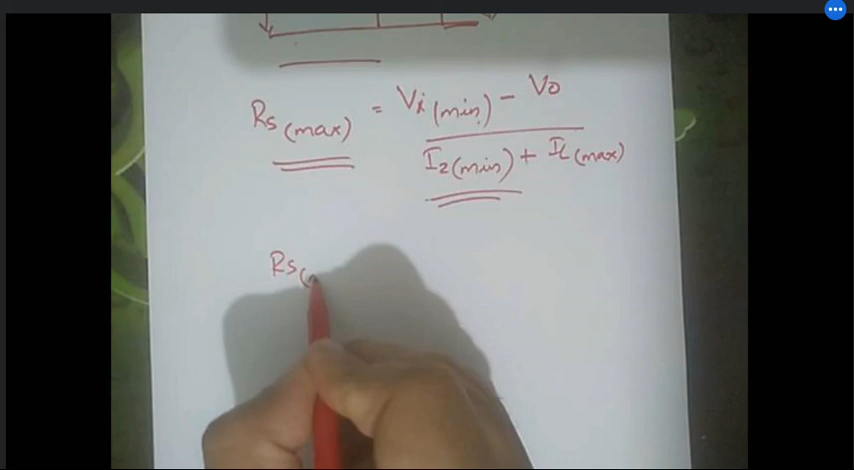 Rs(max) = Vi(min) - Vo
Iz(min) + IL(max)
Rs(